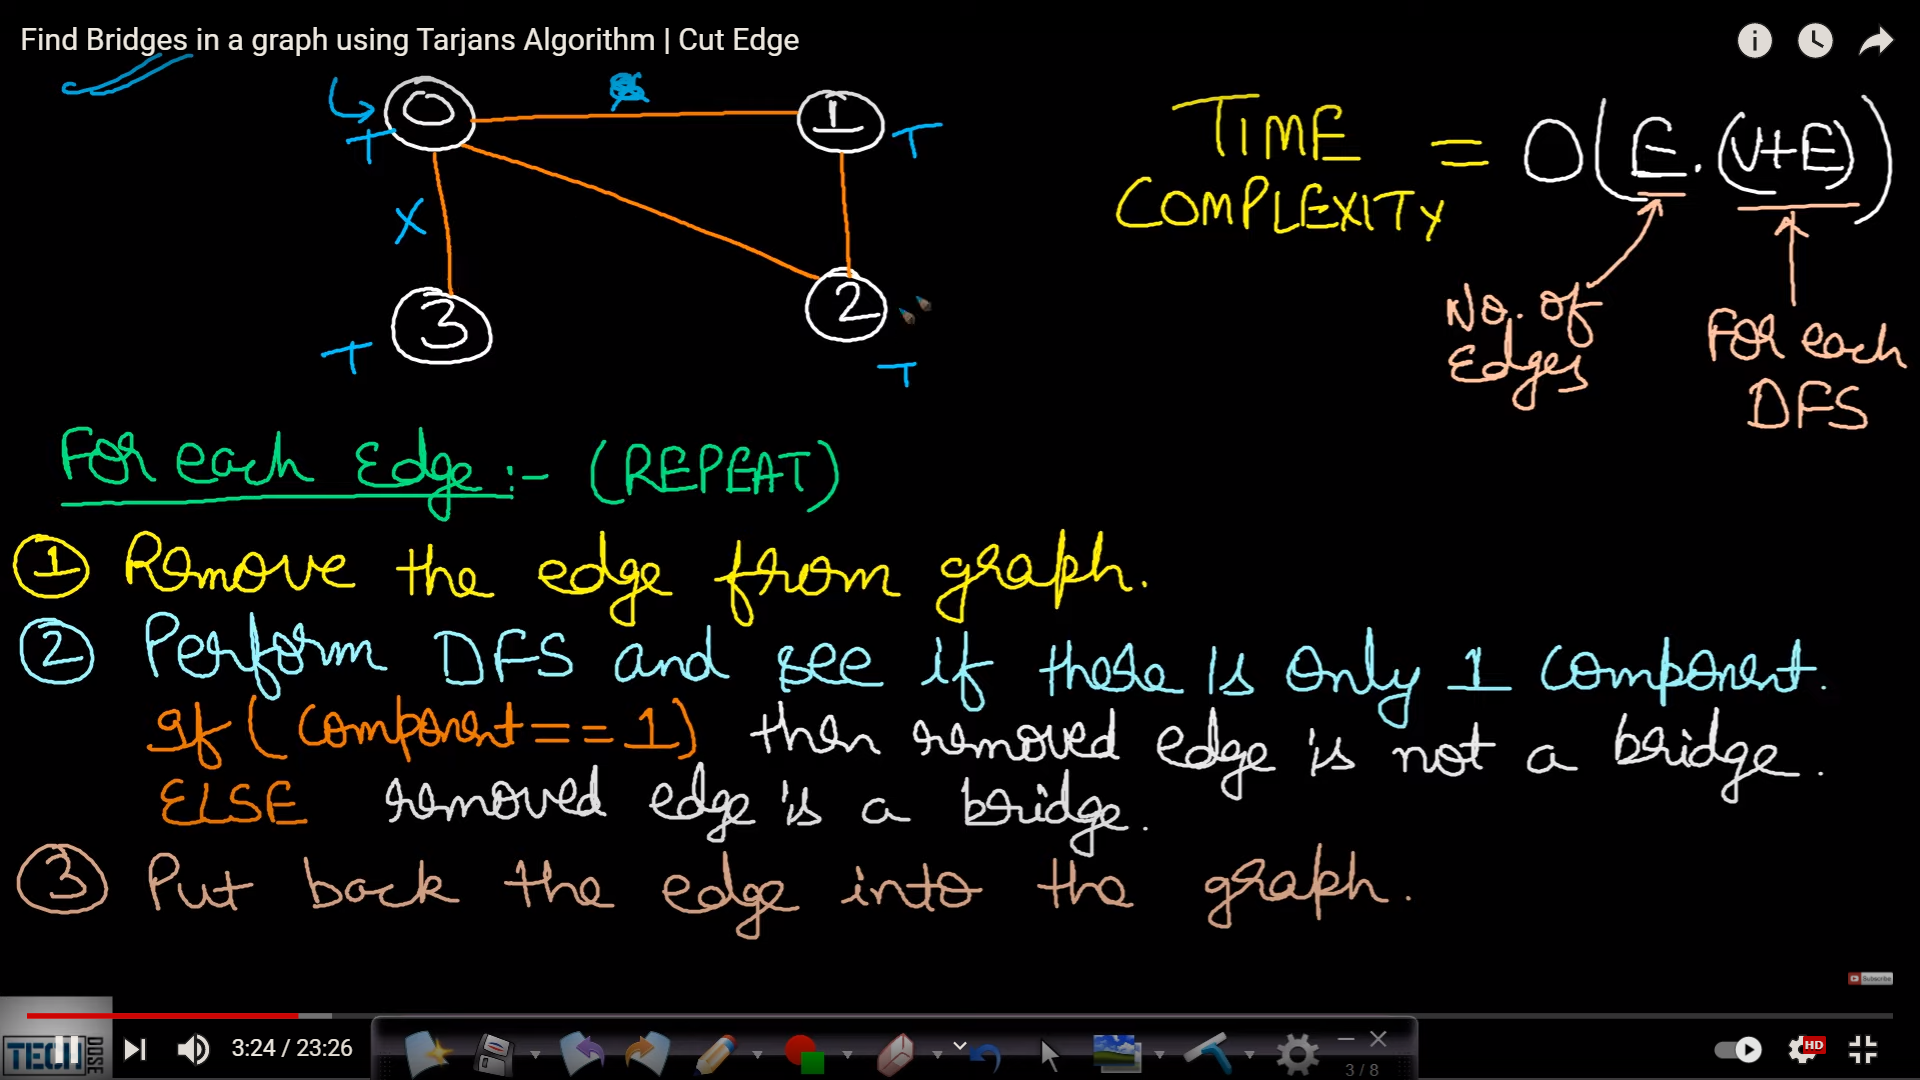 Find Bridges in a graph using Tarjans Algorithm | Cut Edge
0
1
T
T
X
3
2
T
T
TIME COMPLEXITY = O(E.(V+E))
No. of Edges
For each DFS
For each Edge:- (REPEAT)
1 Remove the edge from graph.
2 Perform DFS and see if there is only 1 component.
If (component == 1) then removed edge is not a bridge.
ELSE removed edge is a bridge.
3 Put back the edge into the graph.
Subscribe
TECH DOSE
3:24 / 23:26
HD
3 / 8